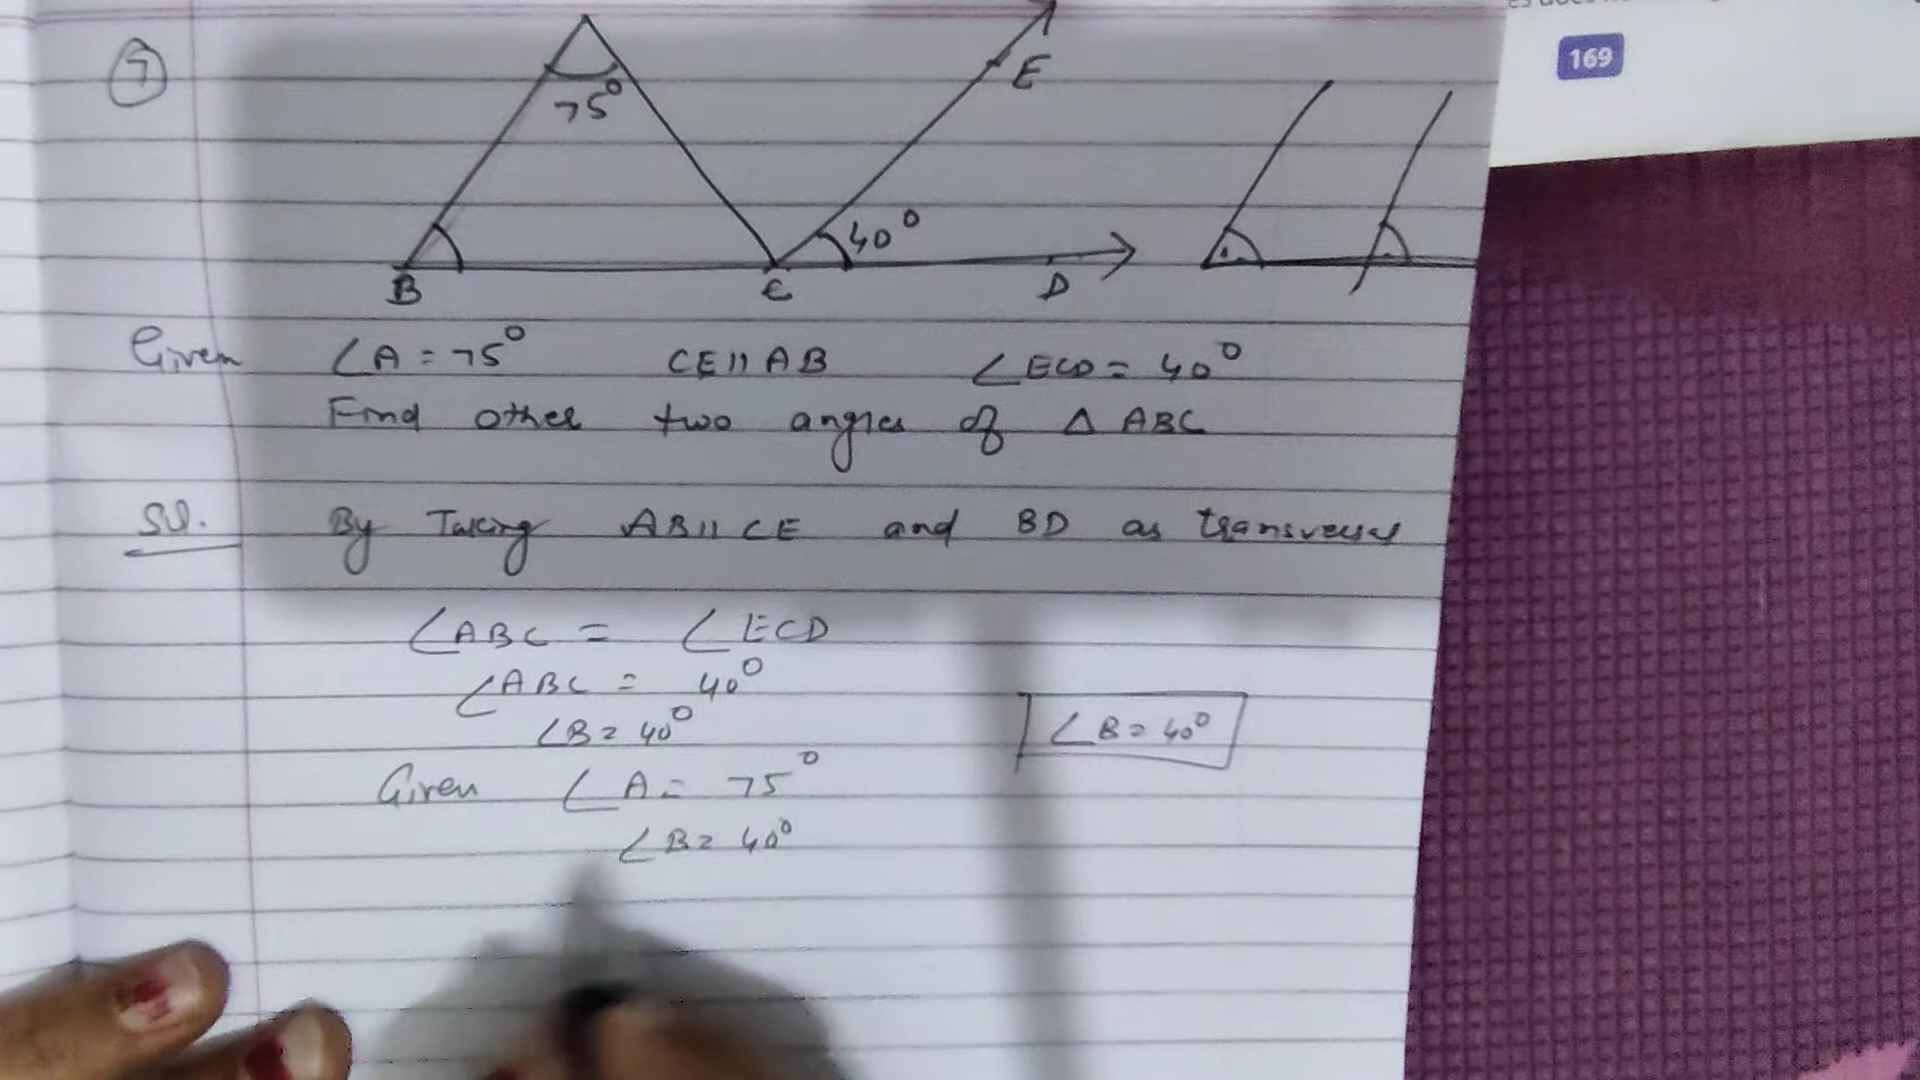 169
7
E
75°
40°
B C D
Given ∠A = 75° CE॥AB ∠ECD = 40°
Find other two angles of Δ ABC
Sol. By Taking AB॥CE and BD as transversal
∠ABC = ∠ECD
∠ABC = 40°
∠B = 40° ∠B = 40°
Given ∠A = 75°
∠B = 40°